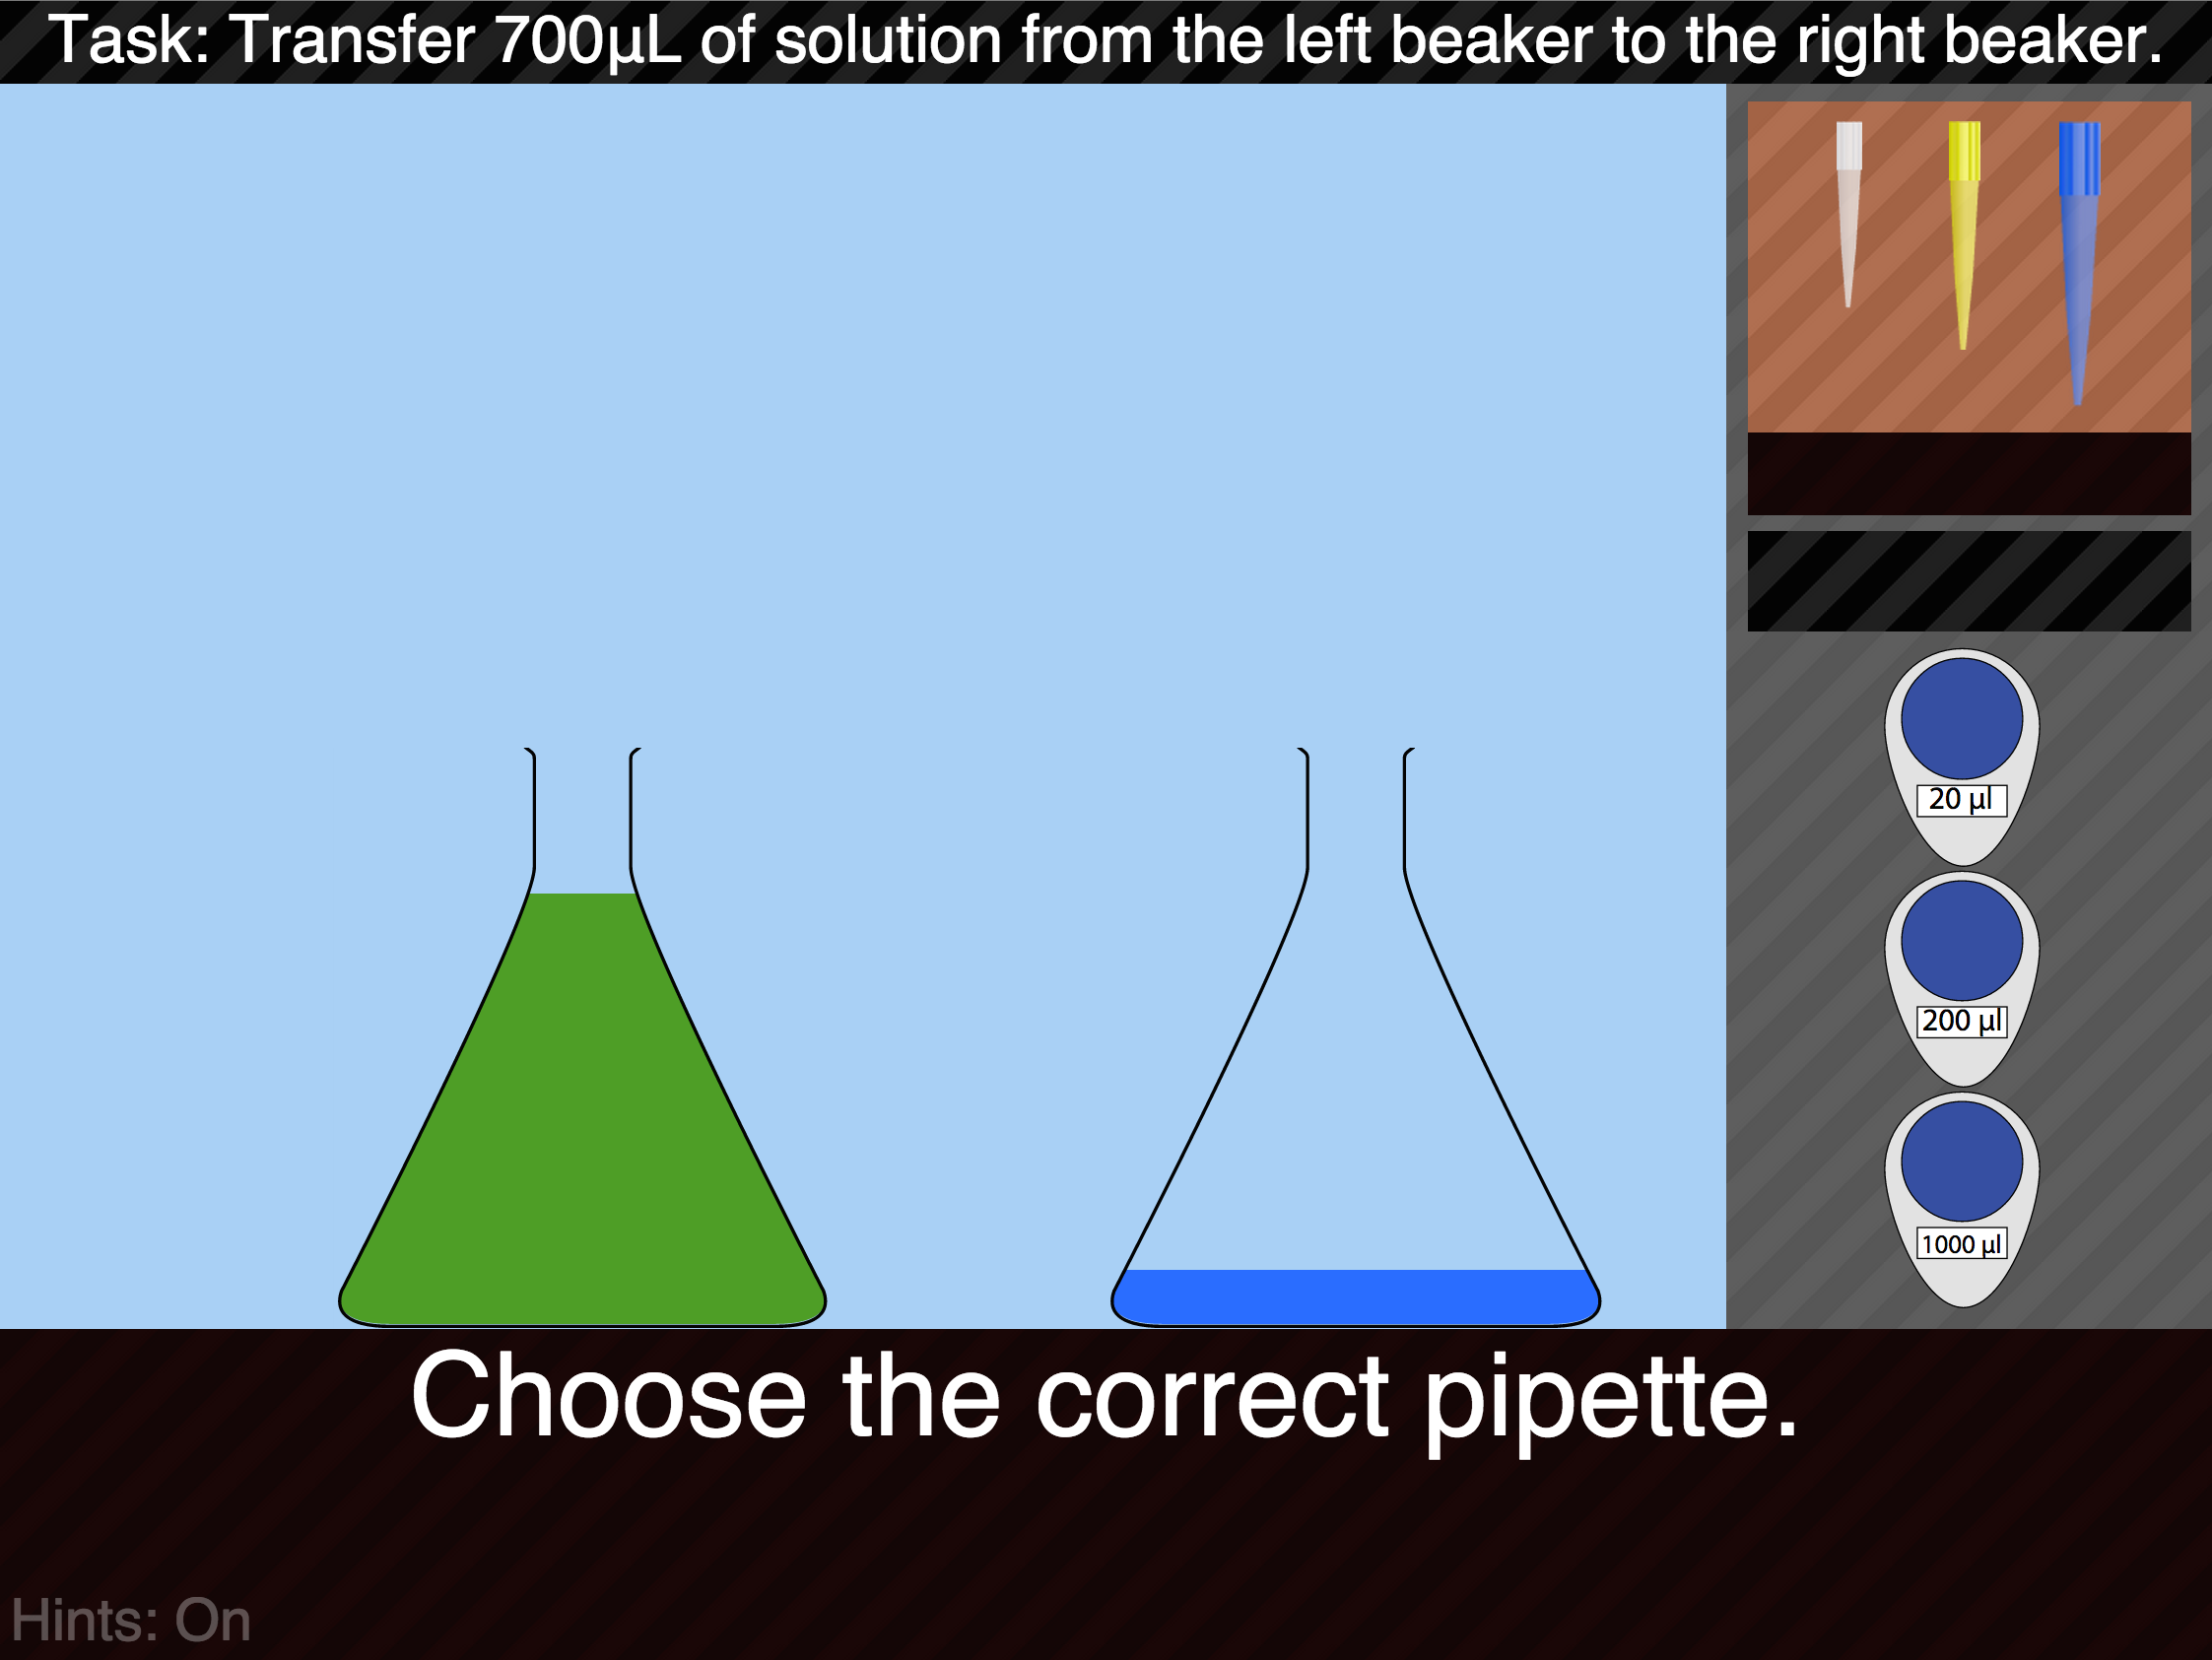 Task: Transfer 700µL of solution from the left beaker to the right beaker.
20 µl
200 µl
1000 µl
Choose the correct pipette.
Hints: On